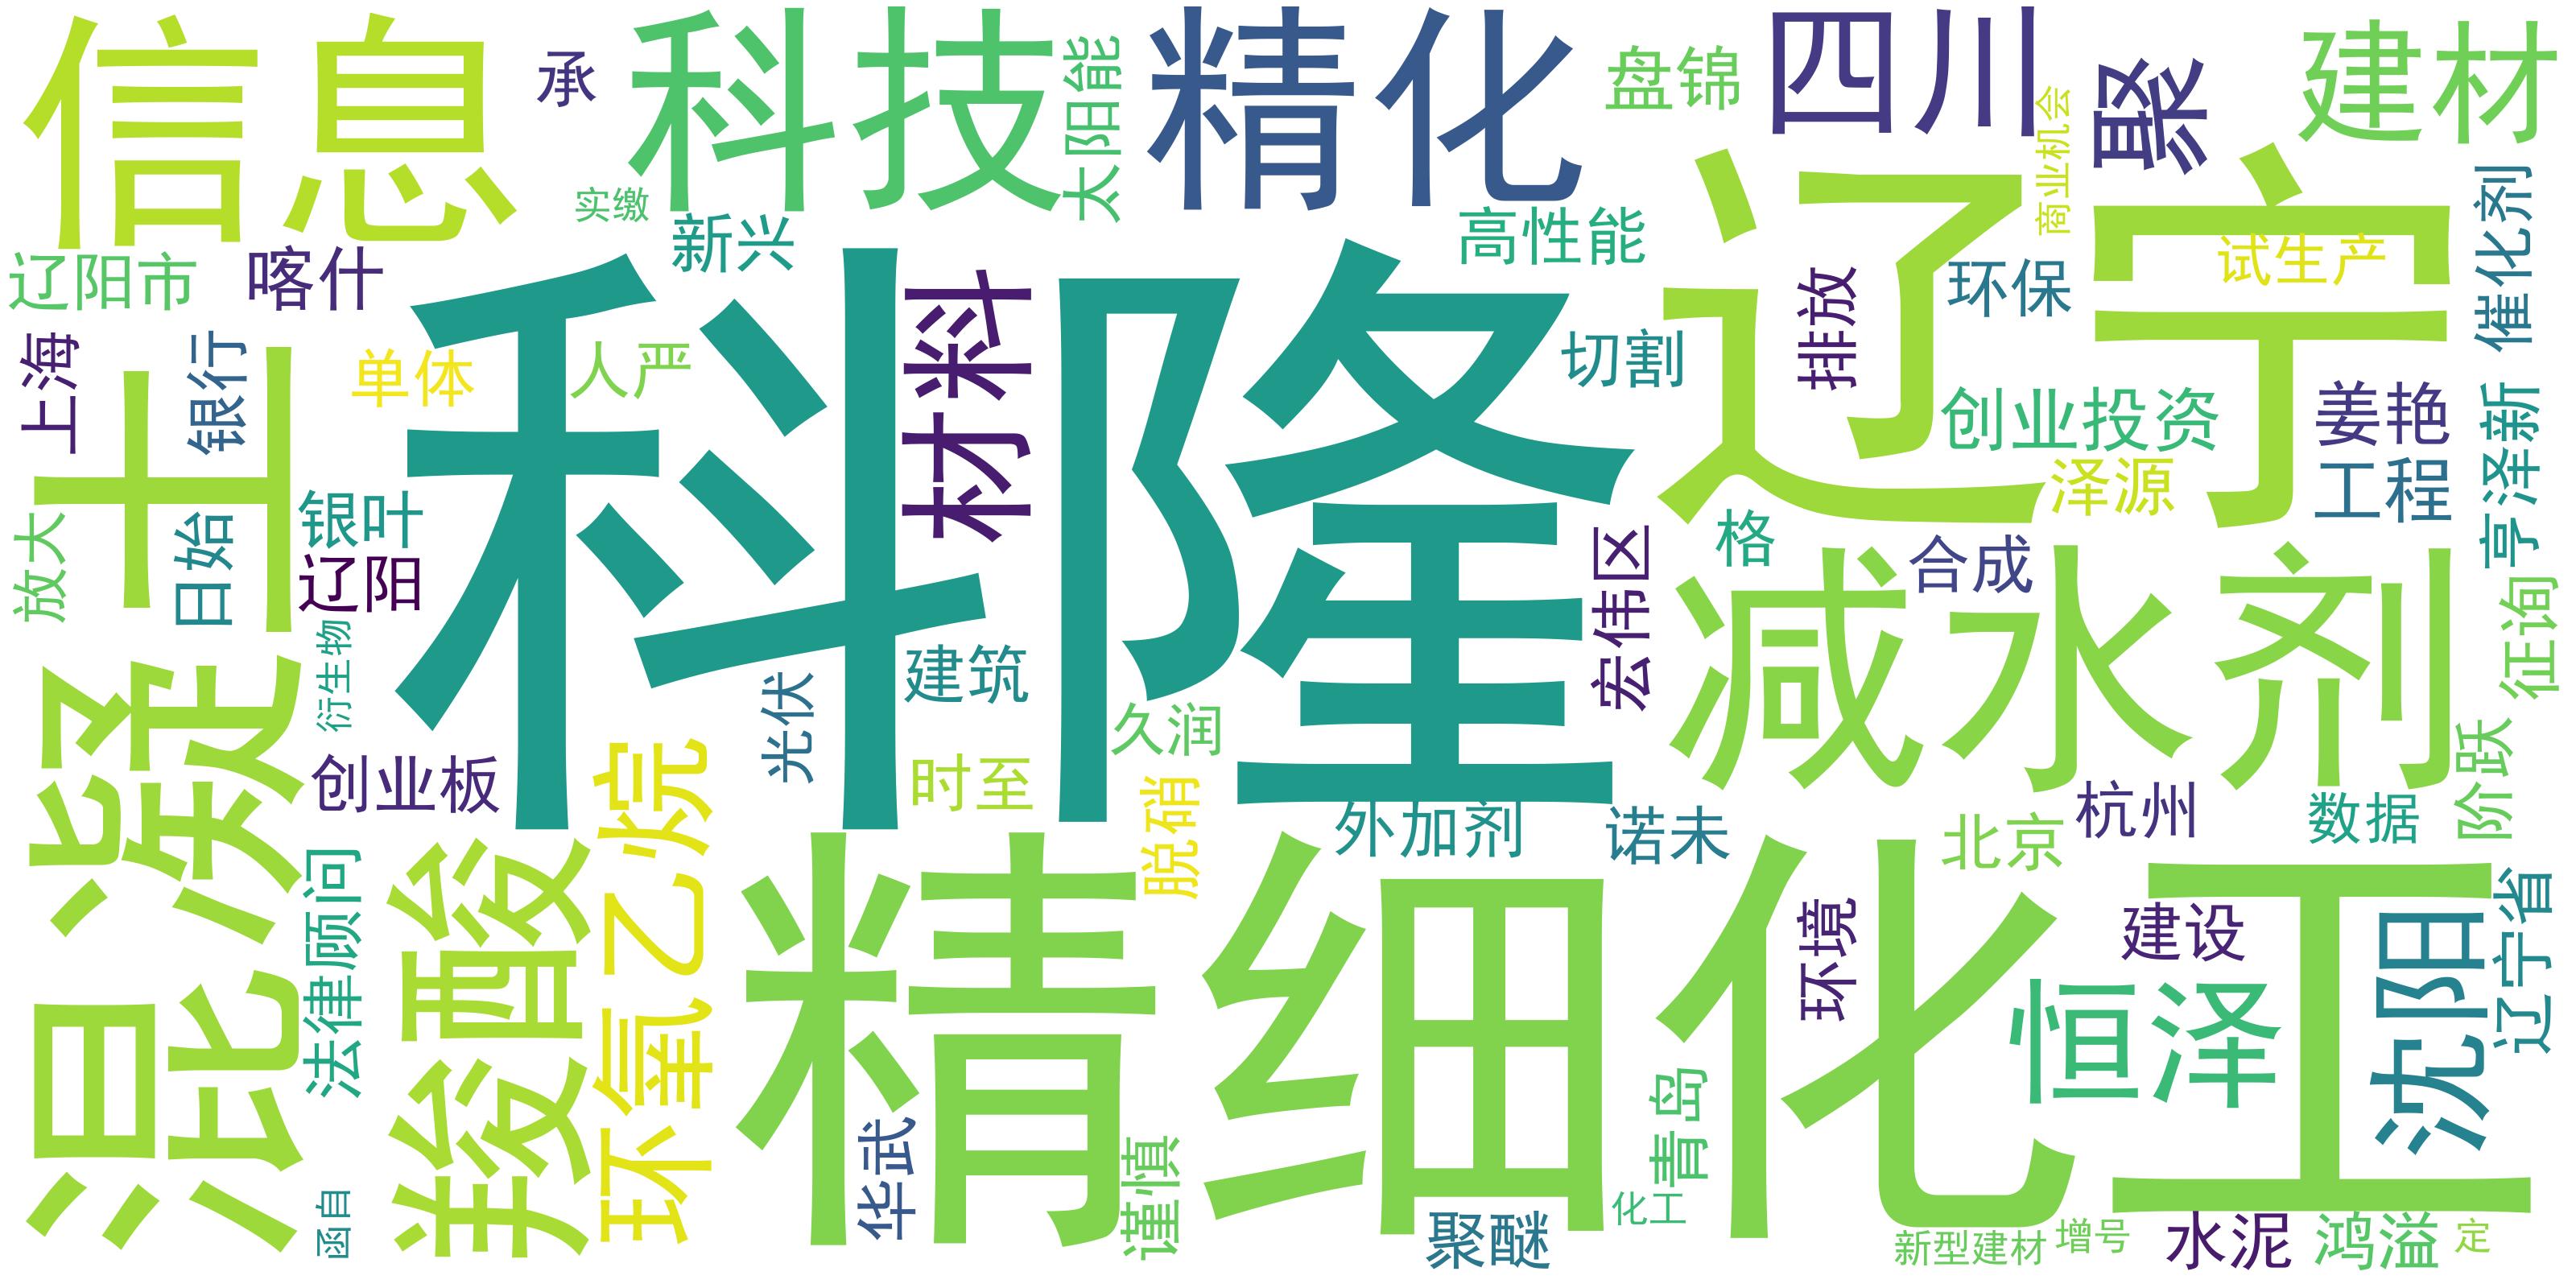 信息
承
科技
太阳能
精化
盘锦
四川
聚
建材
商业机会
实缴
新兴
高性能
辽宁
试生产
催化剂
辽阳市
喀什
环保
排放
材料
科隆
上海
银行
单体
人严
切割
创业投资
姜艳
亨泽新
泽源
工程
混凝土
日始
银叶
放大
辽阳
格
合成
宏伟区
减水剂
征询
衍生物
建筑
光伏
久润
创业板
时至
脱硝
外加剂
诺未
北京
杭州
数据
阶跃
环氧乙烷
羧酸
法律顾问
精细化工
环境
建设
恒泽
沈阳
辽宁省
华武
谨慎
青岛
函自
聚醚
化工
新型建材
增号
水泥
鸿溢
定